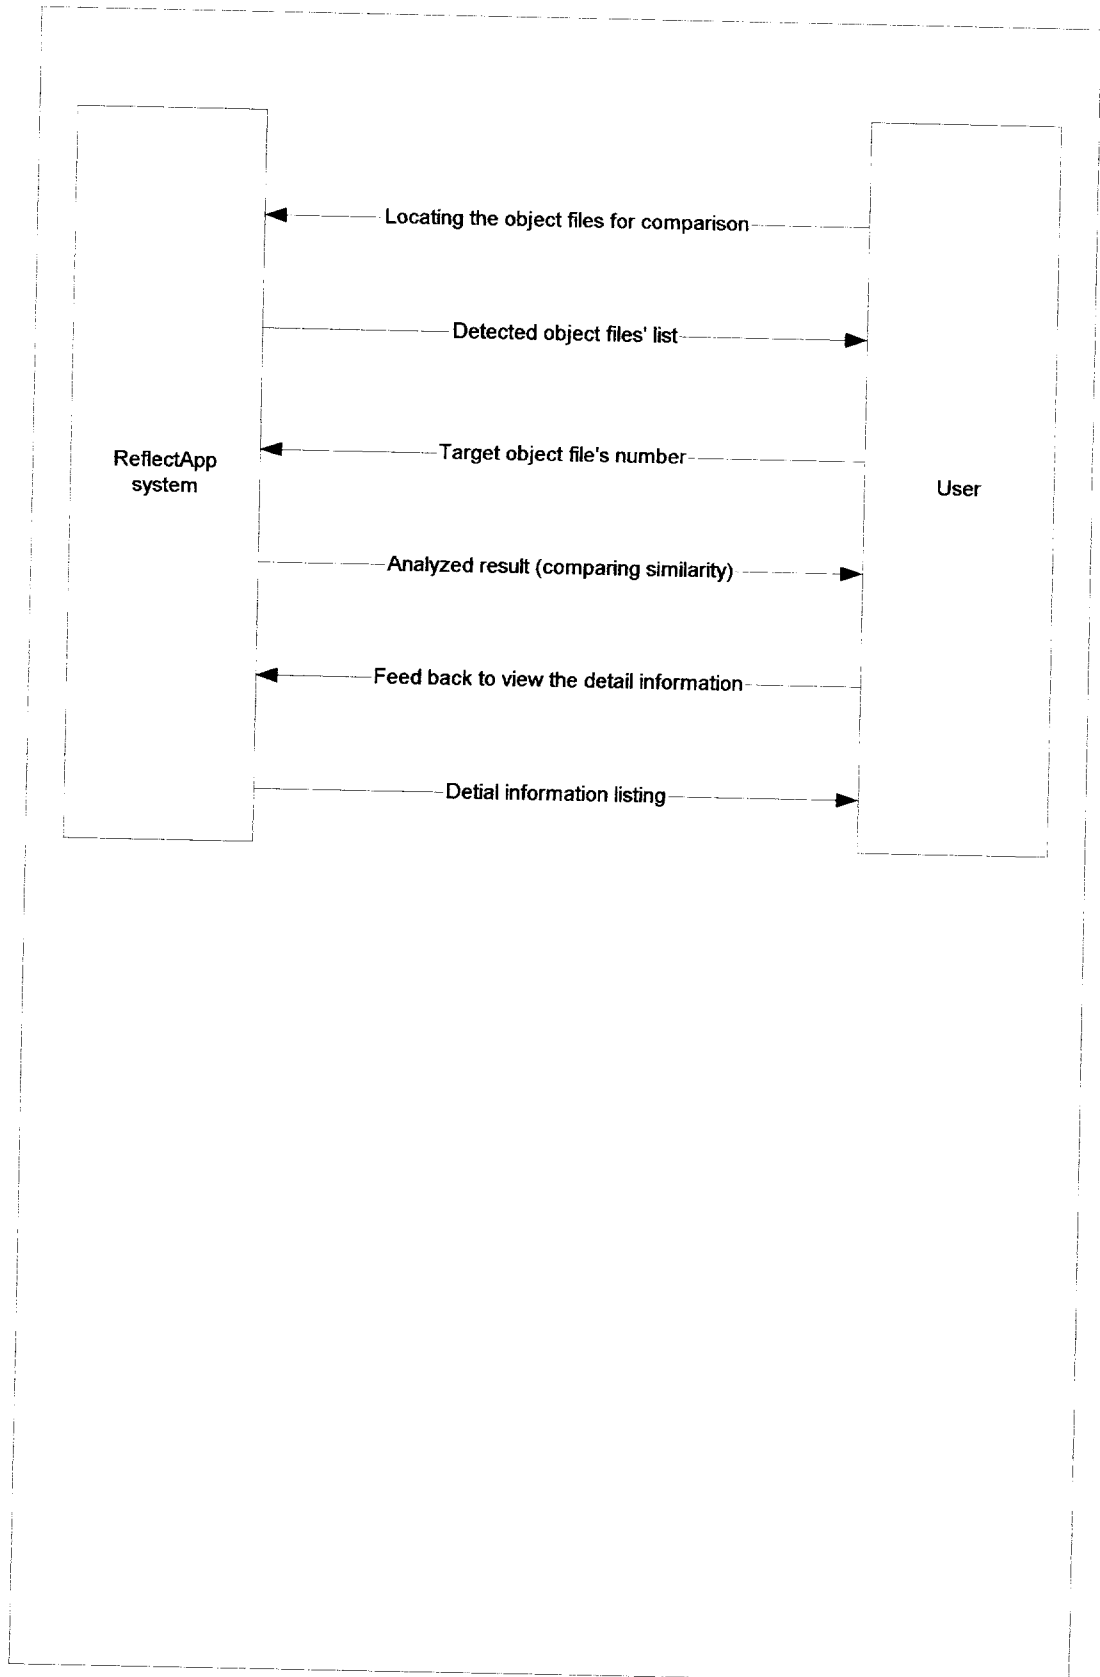 Locating the object files for comparison
Detected object files' list
Target object file's number
ReflectApp
system
User
Analyzed result (comparing similarity)
Feed back to view the detail information
Detial information listing